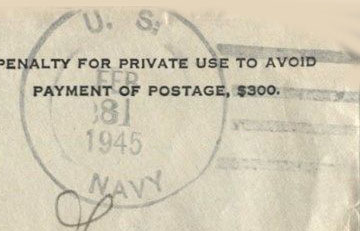 U. S.
PENALTY FOR PRIVATE USE TO AVOID
FEB
PAYMENT OF POSTAGE, $300.
1945
NAVY